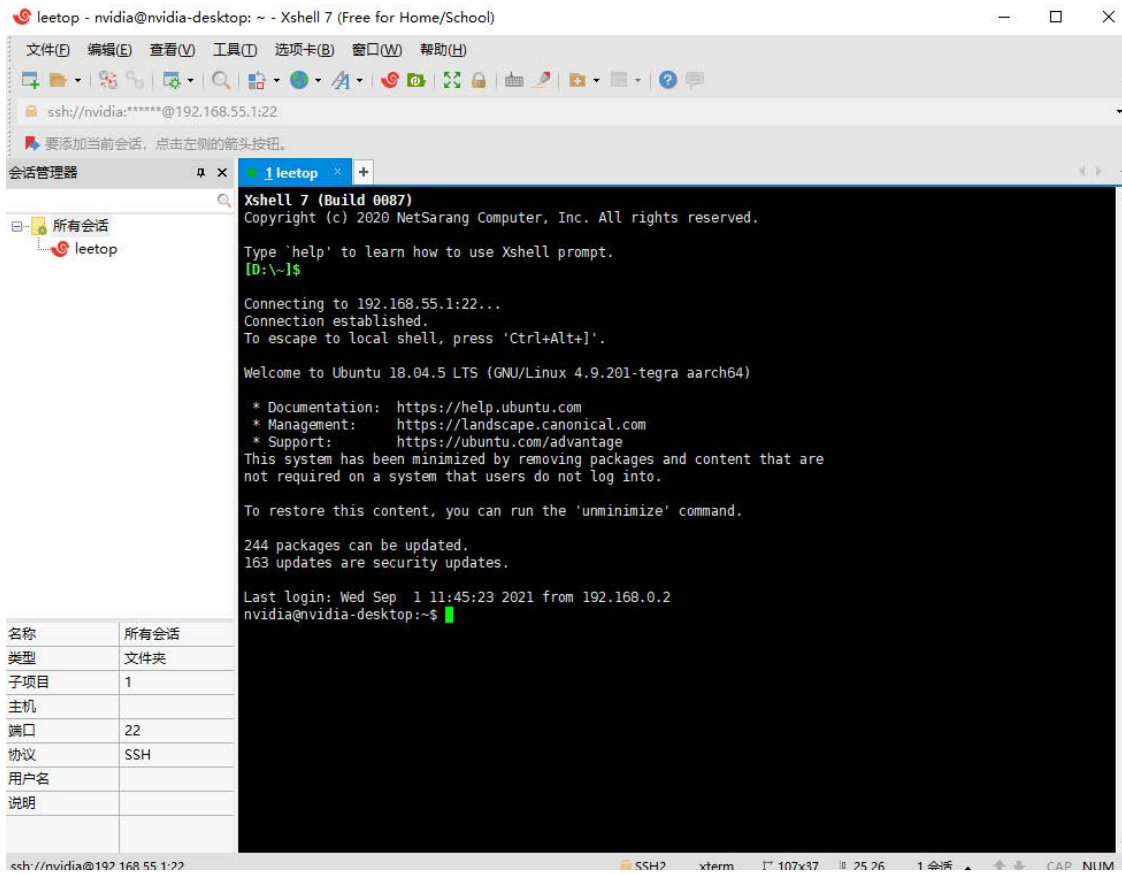 leetop - nvidia@nvidia-desktop: ~ - Xshell 7 (Free for Home/School)
文件(F) 编辑(E) 查看(V) 工具(T) 选项卡(B) 窗口(W) 帮助(H)
ssh://nvidia:******@192.168.55.1:22
要添加当前会话，点击左侧的箭头按钮。
会话管理器
1 leetop
所有会话
leetop
Xshell 7 (Build 0087)
Copyright (c) 2020 NetSarang Computer, Inc. All rights reserved.
Type `help' to learn how to use Xshell prompt.
[D:\~]$
Connecting to 192.168.55.1:22...
Connection established.
To escape to local shell, press 'Ctrl+Alt+]'.
Welcome to Ubuntu 18.04.5 LTS (GNU/Linux 4.9.201-tegra aarch64)
* Documentation: https://help.ubuntu.com
* Management: https://landscape.canonical.com
* Support: https://ubuntu.com/advantage
This system has been minimized by removing packages and content that are
not required on a system that users do not log into.
To restore this content, you can run the 'unminimize' command.
244 packages can be updated.
163 updates are security updates.
Last login: Wed Sep 1 11:45:23 2021 from 192.168.0.2
nvidia@nvidia-desktop:~$
名称 所有会话
类型 文件夹
子项目 1
主机
端口 22
协议 SSH
用户名
说明
ssh://nvidia@192.168.55.1:22 SSH2 xterm 107x37 25,26 1 会话 CAP NUM